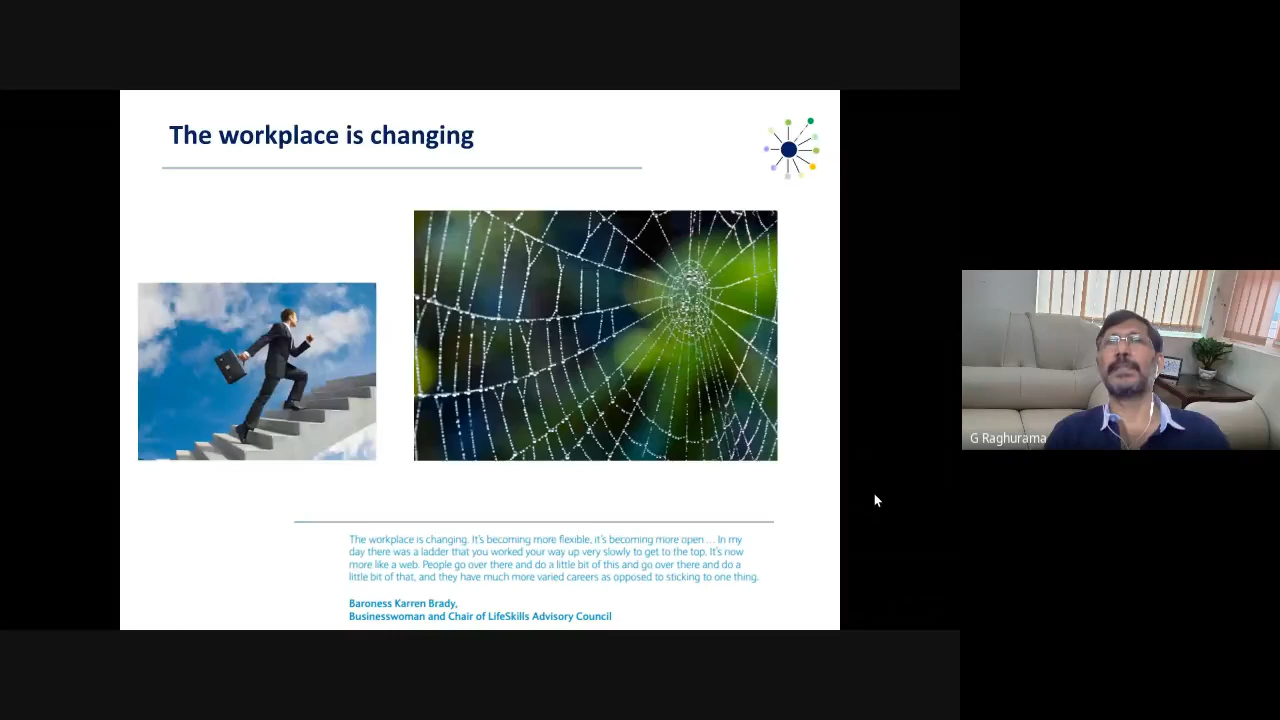 The workplace is changing
G Raghurama
The workplace is changing. It's becoming more flexible, it's becoming more open ... In my
day there was a ladder that you worked your way up very slowly to get to the top. It's now
more like a web. People go over there and do a little bit of this and go over there and do a
little bit of that, and they have much more varied careers as opposed to sticking to one thing.
Baroness Karren Brady,
Businesswoman and Chair of LifeSkills Advisory Council